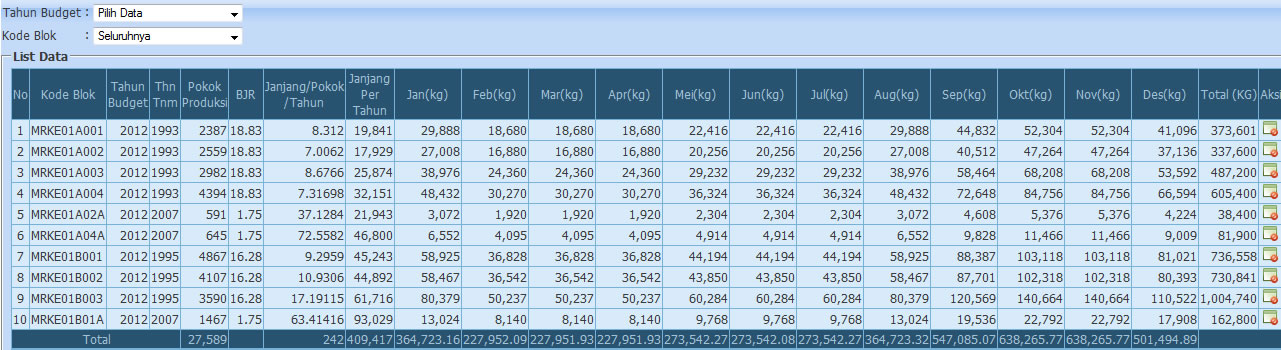 Tahun Budget : Pilih Data
Kode Blok : Seluruhnya
List Data
No Kode Blok Tahun Budget Thn Tnm Pokok Produksi BJR Janjang/Pokok /Tahun Janjang Per Tahun Jan(kg) Feb(kg) Mar(kg) Apr(kg) Mei(kg) Jun(kg) Jul(kg) Aug(kg) Sep(kg) Okt(kg) Nov(kg) Des(kg) Total (KG) Aksi
1 MRKE01A001 2012 1993 2387 18.83 8.312 19,841 29,888 18,680 18,680 18,680 22,416 22,416 22,416 29,888 44,832 52,304 52,304 41,096 373,601
2 MRKE01A002 2012 1993 2559 18.83 7.0062 17,929 27,008 16,880 16,880 16,880 20,256 20,256 20,256 27,008 40,512 47,264 47,264 37,136 337,600
3 MRKE01A003 2012 1993 2982 18.83 8.6766 25,874 38,976 24,360 24,360 24,360 29,232 29,232 29,232 38,976 58,464 68,208 68,208 53,592 487,200
4 MRKE01A004 2012 1993 4394 18.83 7.31698 32,151 48,432 30,270 30,270 30,270 36,324 36,324 36,324 48,432 72,648 84,756 84,756 66,594 605,400
5 MRKE01A02A 2012 2007 591 1.75 37.1284 21,943 3,072 1,920 1,920 1,920 2,304 2,304 2,304 3,072 4,608 5,376 5,376 4,224 38,400
6 MRKE01A04A 2012 2007 645 1.75 72.5582 46,800 6,552 4,095 4,095 4,095 4,914 4,914 4,914 6,552 9,828 11,466 11,466 9,009 81,900
7 MRKE01B001 2012 1995 4867 16.28 9.2959 45,243 58,925 36,828 36,828 36,828 44,194 44,194 44,194 58,925 88,387 103,118 103,118 81,021 736,558
8 MRKE01B002 2012 1995 4107 16.28 10.9306 44,892 58,467 36,542 36,542 36,542 43,850 43,850 43,850 58,467 87,701 102,318 102,318 80,393 730,841
9 MRKE01B003 2012 1995 3590 16.28 17.19115 61,716 80,379 50,237 50,237 50,237 60,284 60,284 60,284 80,379 120,569 140,664 140,664 110,522 1,004,740
10 MRKE01B01A 2012 2007 1467 1.75 63.41416 93,029 13,024 8,140 8,140 8,140 9,768 9,768 9,768 13,024 19,536 22,792 22,792 17,908 162,800
Total 27,589 242 409,417 364,723.16 227,952.09 227,951.93 227,951.93 273,542.27 273,542.08 273,542.27 364,723.32 547,085.07 638,265.77 638,265.77 501,494.89